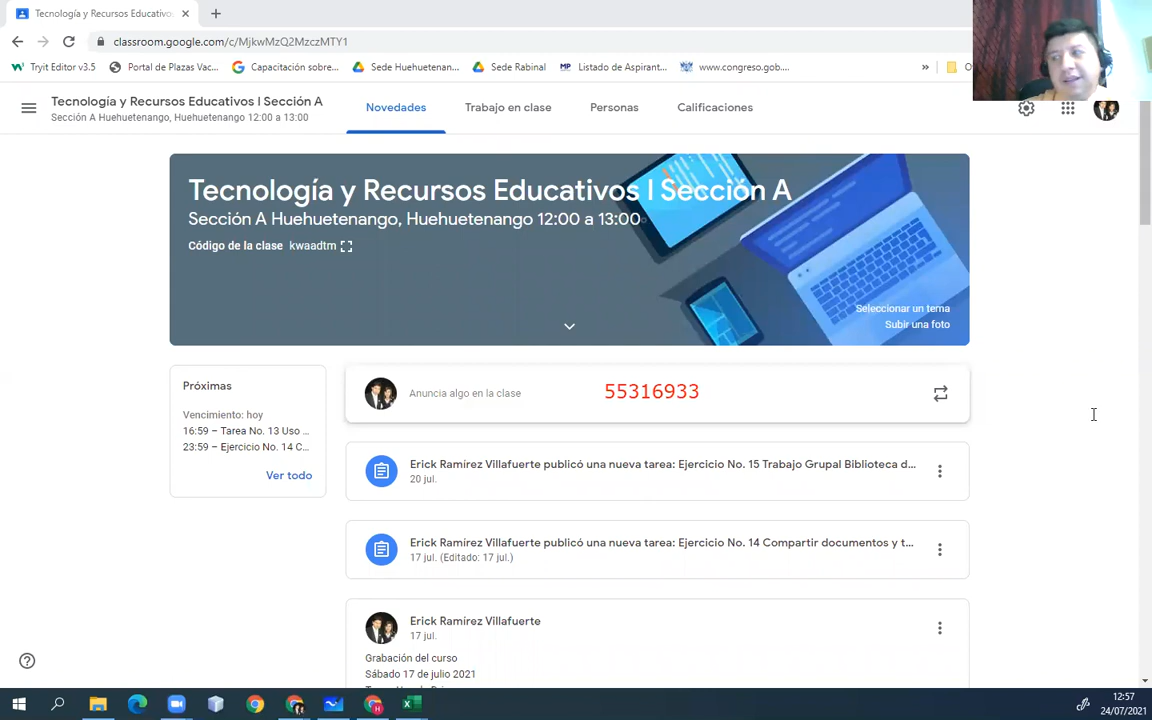 Tecnología y Recursos Educativos
classroom.google.com/c/MjkwMzQ2MzczMTY1
Tryit Editor v3.5
Portal de Plazas Vac...
Capacitación sobre...
Sede Huehuetenan...
Sede Rabinal
MP Listado de Aspirant...
www.congreso.gob....
»
Tecnología y Recursos Educativos I Sección A
Sección A Huehuetenango, Huehuetenango 12:00 a 13:00
Novedades
Trabajo en clase
Personas
Calificaciones
Tecnología y Recursos Educativos I Sección A
Sección A Huehuetenango, Huehuetenango 12:00 a 13:00
Código de la clase kwaadtm
Seleccionar un tema
Subir una foto
Próximas
Vencimiento: hoy
16:59 – Tarea No. 13 Uso ...
23:59 – Ejercicio No. 14 C...
Ver todo
Anuncia algo en la clase
55316933
Erick Ramírez Villafuerte publicó una nueva tarea: Ejercicio No. 15 Trabajo Grupal Biblioteca d...
20 jul.
Erick Ramírez Villafuerte publicó una nueva tarea: Ejercicio No. 14 Compartir documentos y t...
17 jul. (Editado: 17 jul.)
Erick Ramírez Villafuerte
17 jul.
Grabación del curso
Sábado 17 de julio 2021
12:57
24/07/2021